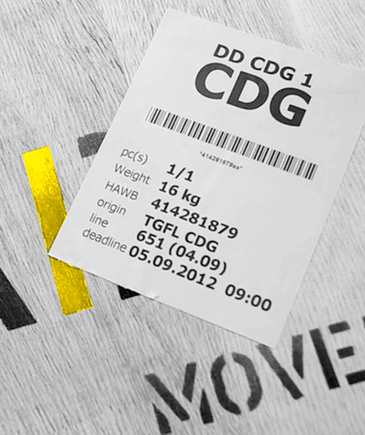 DD CDG 1
CDG
*414281879**
pc(s) 1/1
Weight 16 kg
HAWB 414281879
origin TGFL CDG
line 651 (04.09)
deadline 05.09.2012 09:00
MOVE